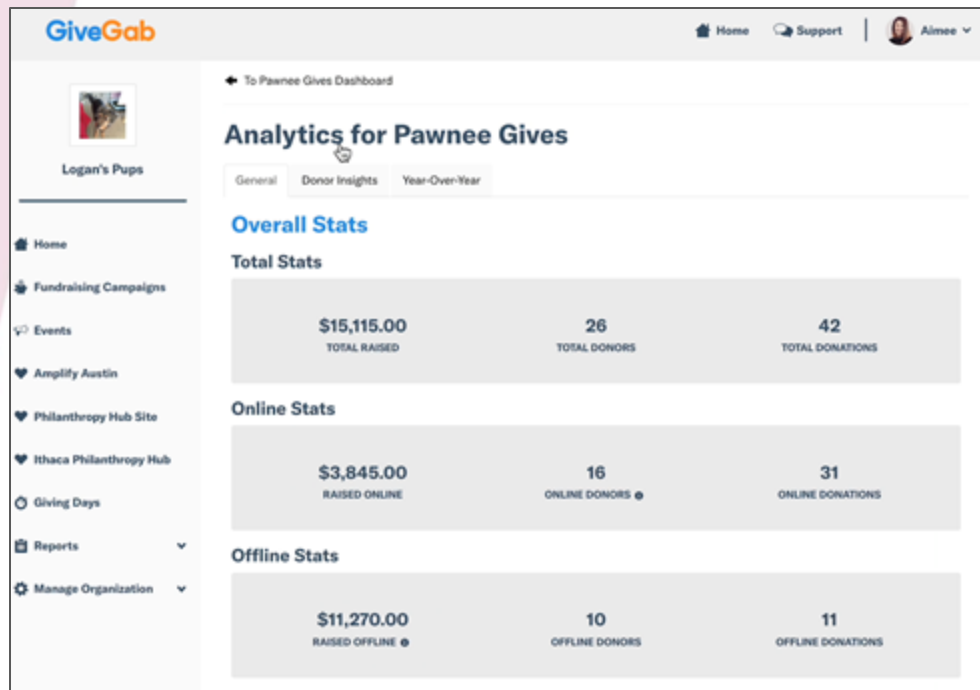 GiveGab
Home Support Aimee
To Pawnee Gives Dashboard
Logan's Pups
Analytics for Pawnee Gives
General Donor Insights Year-Over-Year
Home
Fundraising Campaigns
Events
Amplify Austin
Philanthropy Hub Site
Ithaca Philanthropy Hub
Giving Days
Reports
Manage Organization
Overall Stats
Total Stats
$15,115.00 26 42
TOTAL RAISED TOTAL DONORS TOTAL DONATIONS
Online Stats
$3,845.00 16 31
RAISED ONLINE ONLINE DONORS ONLINE DONATIONS
Offline Stats
$11,270.00 10 11
RAISED OFFLINE OFFLINE DONORS OFFLINE DONATIONS